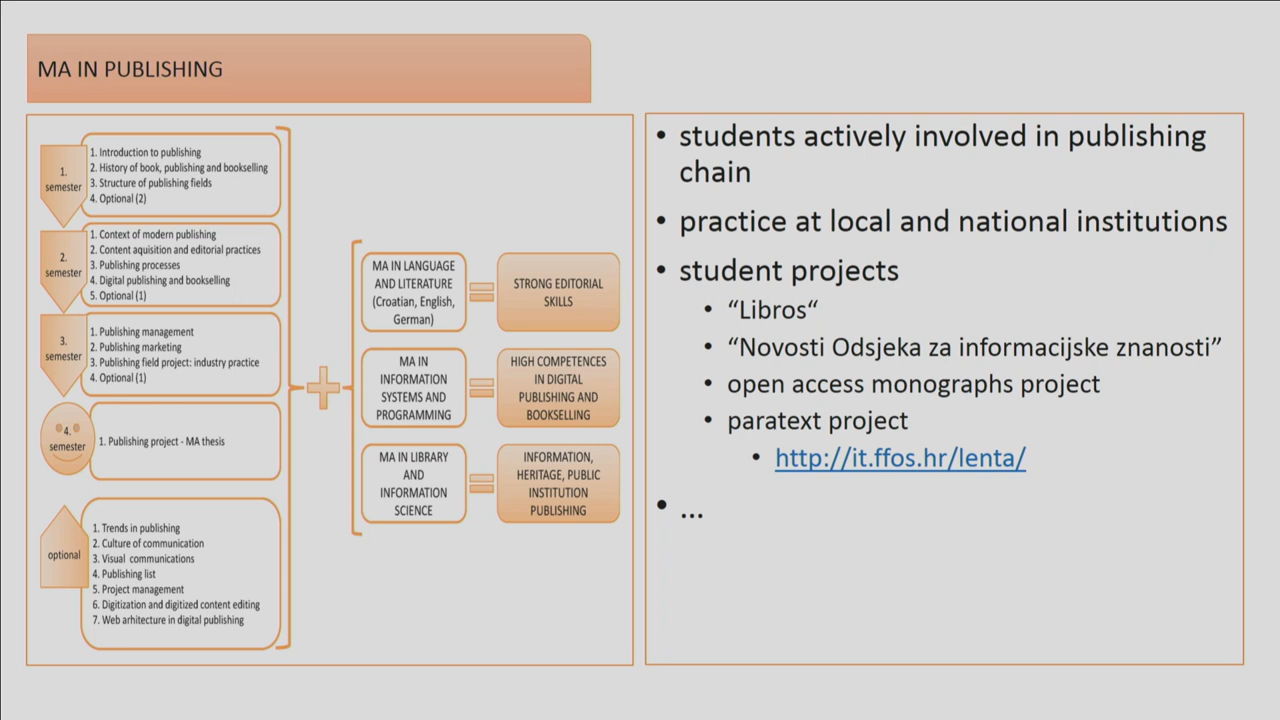 MA IN PUBLISHING
1.
semester
1. Introduction to publishing
2. History of book, publishing and bookselling
3. Structure of publishing fields
4. Optional (2)
2.
semester
1. Context of modern publishing
2. Content aquisition and editorial practices
3. Publishing processes
4. Digital publishing and bookselling
5. Optional (1)
3.
semester
1. Publishing management
2. Publishing marketing
3. Publishing field project: industry practice
4. Optional (1)
4.
semester
1. Publishing project - MA thesis
optional
1. Trends in publishing
2. Culture of communication
3. Visual communications
4. Publishing list
5. Project management
6. Digitization and digitized content editing
7. Web arhitecture in digital publishing
MA IN LANGUAGE
AND LITERATURE
(Croatian, English,
German)
STRONG EDITORIAL
SKILLS
MA IN
INFORMATION
SYSTEMS AND
PROGRAMMING
HIGH COMPETENCES
IN DIGITAL
PUBLISHING AND
BOOKSELLING
MA IN LIBRARY
AND
INFORMATION
SCIENCE
INFORMATION,
HERITAGE, PUBLIC
INSTITUTION
PUBLISHING
• students actively involved in publishing
chain
• practice at local and national institutions
• student projects
• “Libros“
• “Novosti Odsjeka za informacijske znanosti”
• open access monographs project
• paratext project
• http://it.ffos.hr/lenta/
• ...